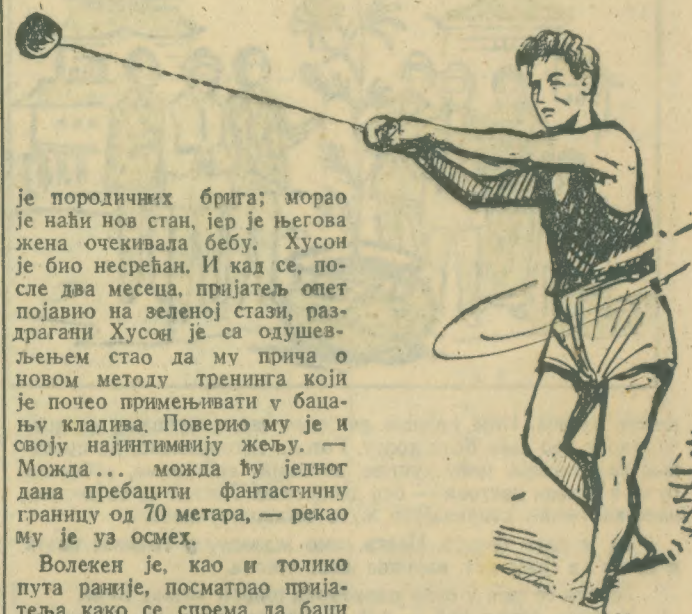 је породичних брига; морао
је наћи нов стан, јер је његова
жена очекивала бебу. Хусон
је био несрећан. И кад се, по-
сле два месеца, пријатељ опет
појавио на зеленој стази, раз-
драгани Хусон је са одушев-
љењем стао да му прича о
новом методу тренинга који
је почео примењивати у баца-
њу кладива. Поверио му је и
своју најинтимнију жељу. —
Можда... можда ћу једног
дана пребацити фантастичну
границу од 70 метара, — рекао
му је уз осмех.
Волекен је, као и толико
пута раније, посматрао прија-
теља како се спрема да баци